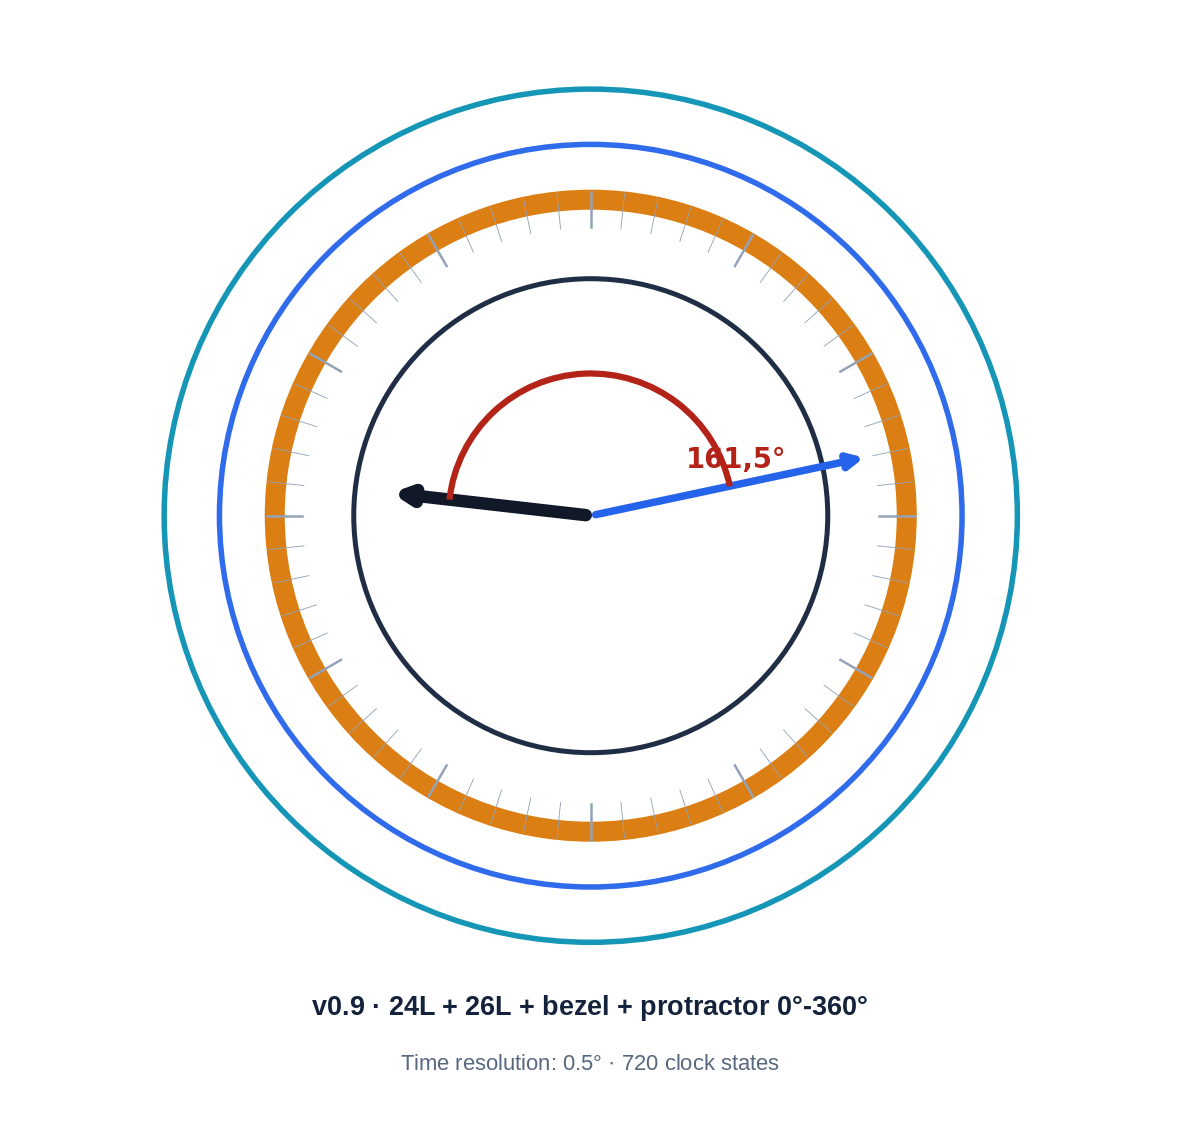 161,5°
v0.9 · 24L + 26L + bezel + protractor 0°-360°
Time resolution: 0.5° · 720 clock states